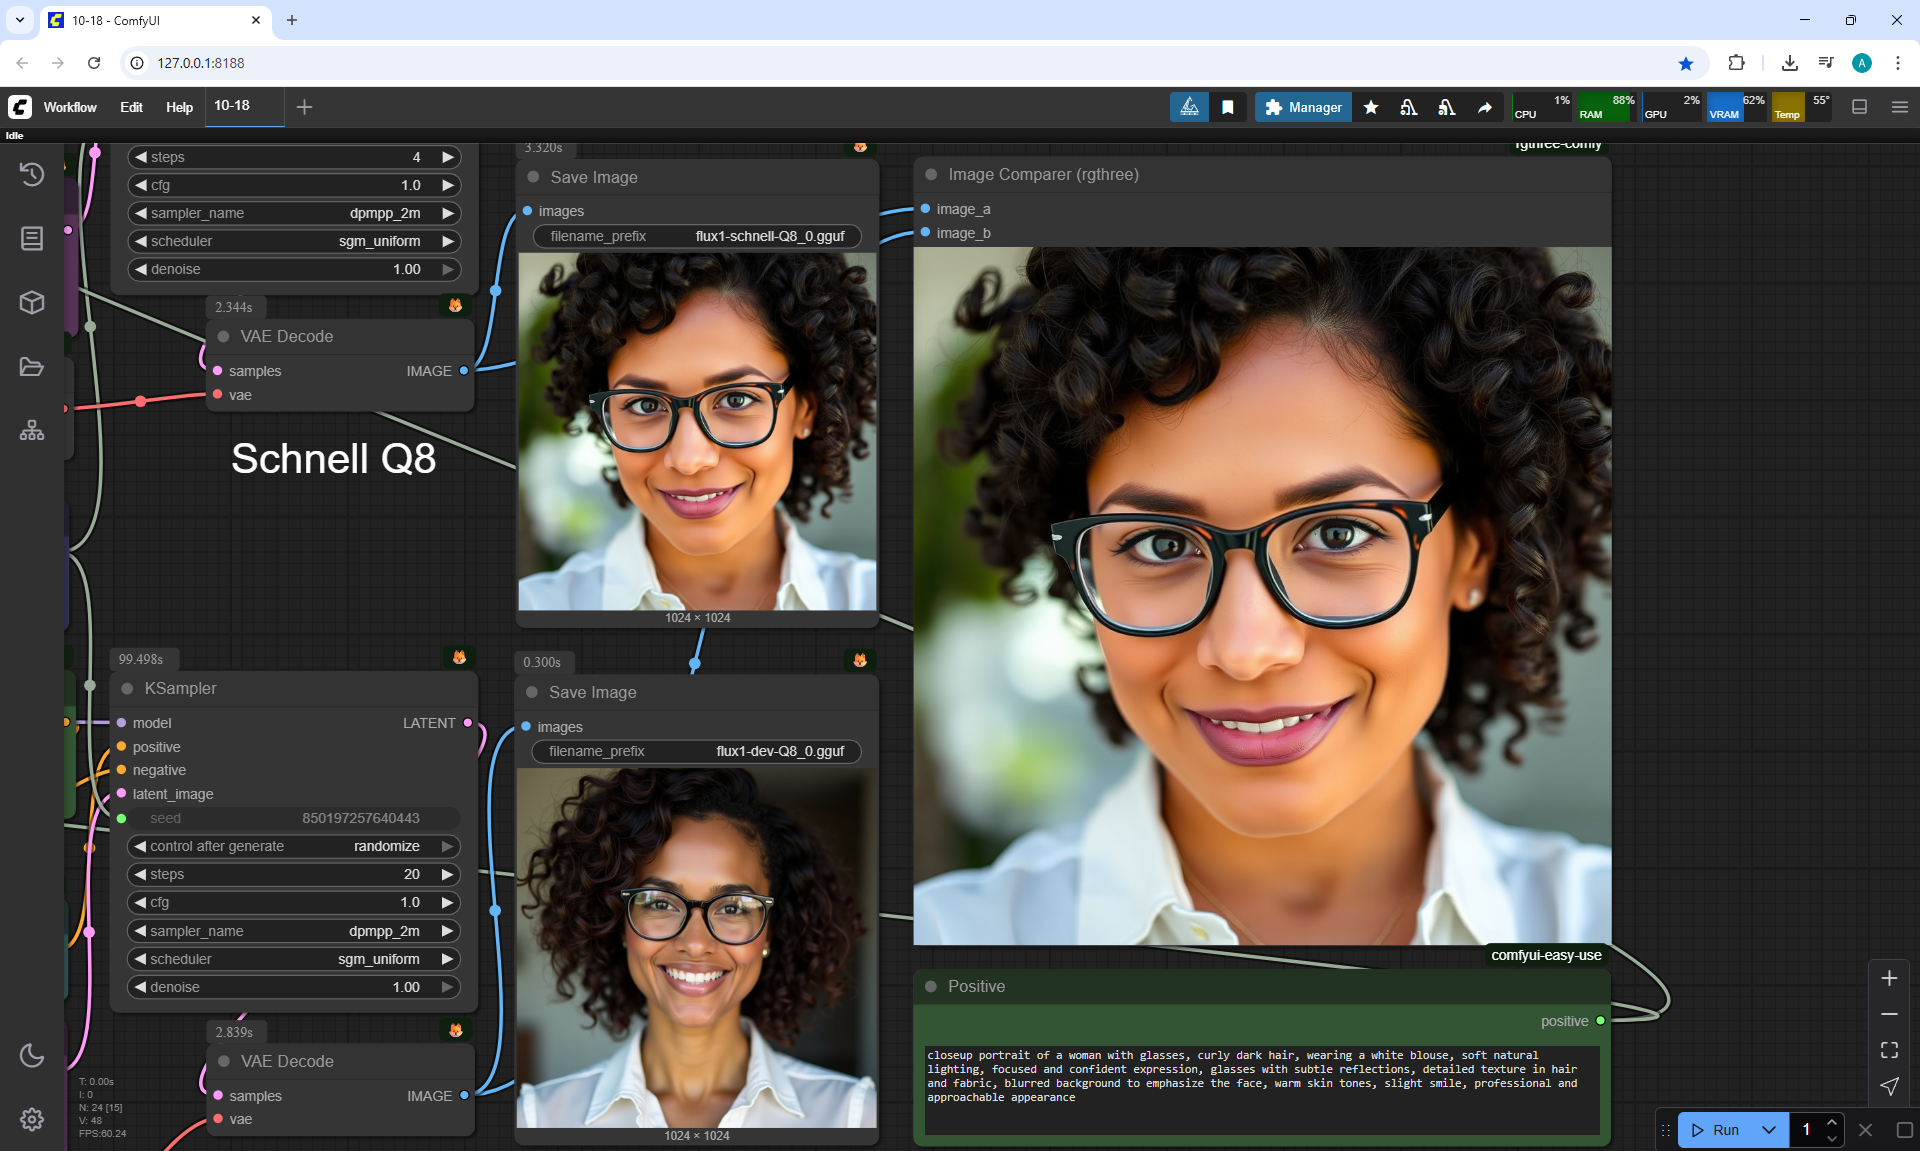 10-18 - ComfyUI
127.0.0.1:8188
A
Workflow
Edit
Help
10-18
Manager
CPU
1%
RAM
88%
GPU
2%
VRAM
62%
Temp
55°
Idle
steps
4
cfg
1.0
sampler_name
dpmpp_2m
scheduler
sgm_uniform
denoise
1.00
2.344s
VAE Decode
samples
IMAGE
vae
Schnell Q8
3.320s
Save Image
images
filename_prefix
flux1-schnell-Q8_0.gguf
1024 × 1024
99.498s
KSampler
model
LATENT
positive
negative
latent_image
seed
850197257640443
control after generate
randomize
steps
20
cfg
1.0
sampler_name
dpmpp_2m
scheduler
sgm_uniform
denoise
1.00
2.839s
VAE Decode
samples
IMAGE
vae
T: 0.00s
I: 0
N: 24 [15]
V: 48
FPS:60.24
0.300s
Save Image
images
filename_prefix
flux1-dev-Q8_0.gguf
1024 × 1024
rgthree-comfy
Image Comparer (rgthree)
image_a
image_b
comfyui-easy-use
Positive
positive
closeup portrait of a woman with glasses, curly dark hair, wearing a white blouse, soft natural
lighting, focused and confident expression, glasses with subtle reflections, detailed texture in hair
and fabric, blurred background to emphasize the face, warm skin tones, slight smile, professional and
approachable appearance
Run
1